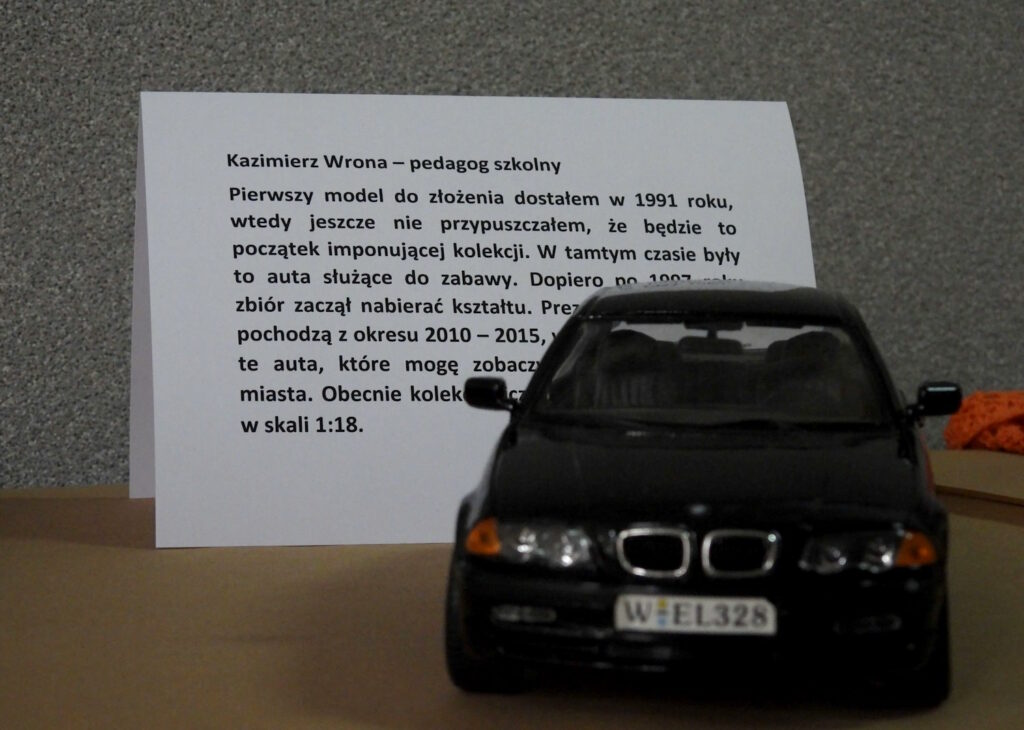 Kazimierz Wrona – pedagog szkolny
Pierwszy model do złożenia dostałem w 1991 roku,
wtedy jeszcze nie przypuszczałem, że będzie to
początek imponującej kolekcji. W tamtym czasie były
to auta służące do zabawy. Dopiero po 1997 roku
zbiór zaczął nabierać kształtu.
pochodzą z okresu 2010 – 2015,
te auta, które mogę
miasta. Obecnie
w skali 1:18.
W EL328